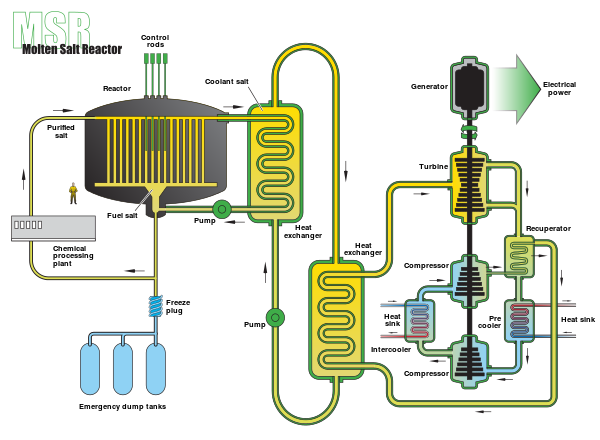 MSR
Molten Salt Reactor
Control
rods
Reactor
Coolant salt
Generator
Electrical
power
Purified
salt
Turbine
Fuel salt
Pump
Heat
exchanger
Recuperator
Chemical
processing
plant
Heat
exchanger
Compressor
Freeze
plug
Pump
Heat
sink
Pre
cooler
Heat sink
Intercooler
Compressor
Emergency dump tanks